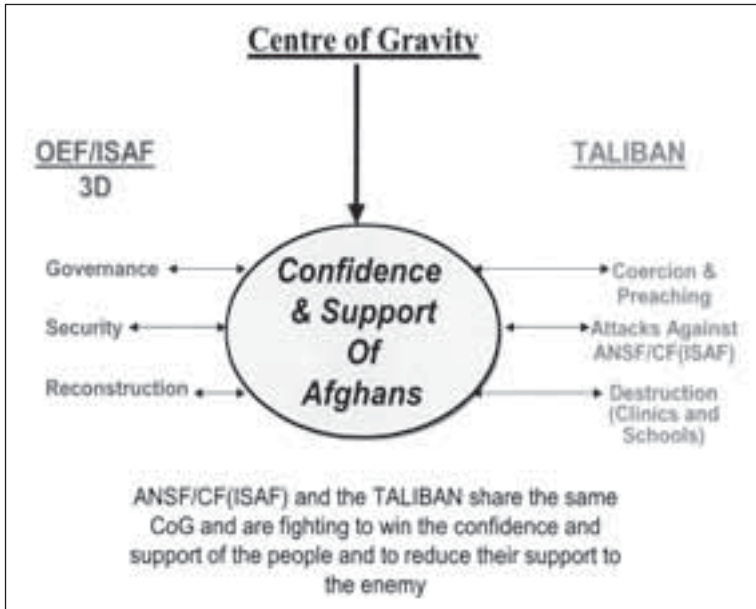 Centre of Gravity
OEF/ISAF
3D
TALIBAN
Governance
Security
Reconstruction
Confidence
& Support
Of
Afghans
Coercion &
Preaching
Attacks Against
ANSF/CF(ISAF)
Destruction
(Clinics and
Schools)
ANSF/CF(ISAF) and the TALIBAN share the same
CoG and are fighting to win the confidence and
support of the people and to reduce their support to
the enemy